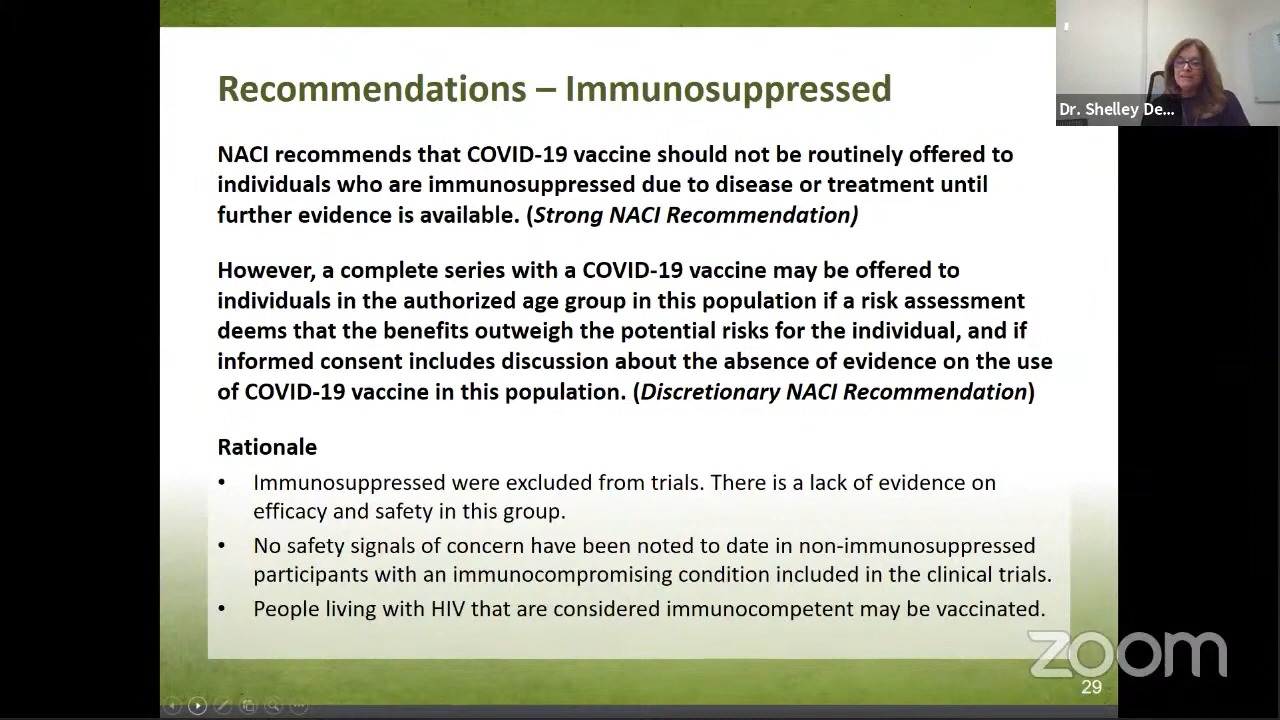 Recommendations – Immunosuppressed
Dr. Shelley De...
NACI recommends that COVID-19 vaccine should not be routinely offered to
individuals who are immunosuppressed due to disease or treatment until
further evidence is available. (Strong NACI Recommendation)
However, a complete series with a COVID-19 vaccine may be offered to
individuals in the authorized age group in this population if a risk assessment
deems that the benefits outweigh the potential risks for the individual, and if
informed consent includes discussion about the absence of evidence on the use
of COVID-19 vaccine in this population. (Discretionary NACI Recommendation)
Rationale
• Immunosuppressed were excluded from trials. There is a lack of evidence on
efficacy and safety in this group.
• No safety signals of concern have been noted to date in non-immunosuppressed
participants with an immunocompromising condition included in the clinical trials.
• People living with HIV that are considered immunocompetent may be vaccinated.
zoom
29